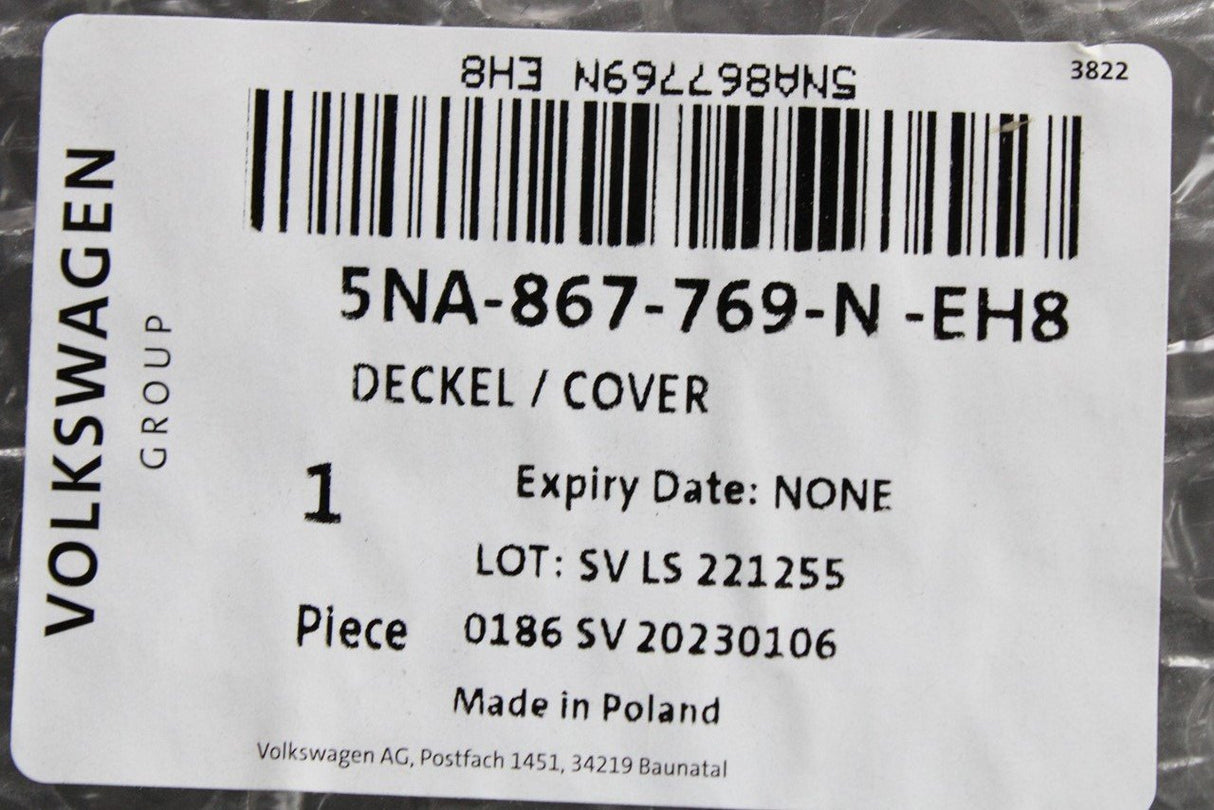 3822
5NA867769N EH8
VOLKSWAGEN
GROUP
5NA-867-769-N -EH8
DECKEL / COVER
1
Expiry Date: NONE
LOT: SV LS 221255
Piece
0186 SV 20230106
Made in Poland
Volkswagen AG, Postfach 1451, 34219 Baunatal